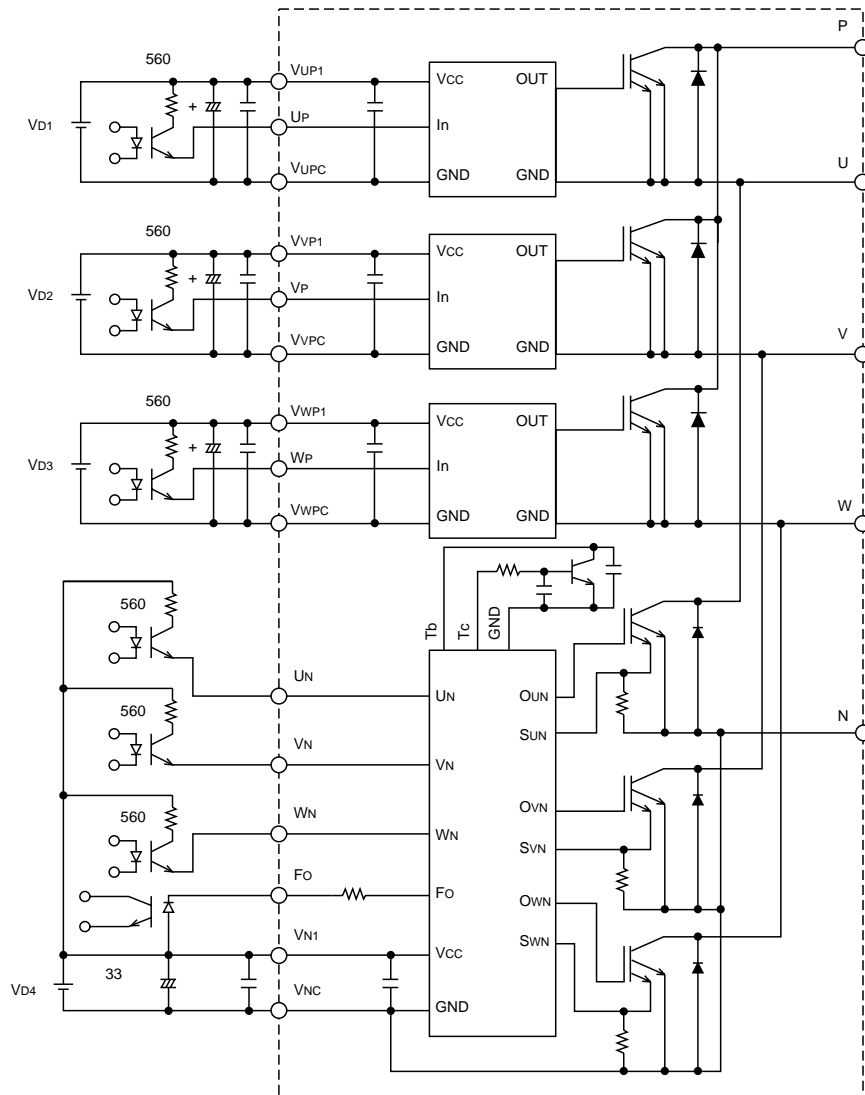 P
560
VUP1
VCC
OUT
+
VD1
UP
In
VUPC
GND
GND
U
560
VVP1
VCC
OUT
+
VD2
VP
In
VVPC
GND
GND
V
560
VWP1
VCC
OUT
+
VD3
WP
In
VWPC
GND
GND
W
Tb
Tc
GND
560
UN
UN
OUN
SUN
N
560
VN
VN
OVN
560
WN
WN
SVN
FO
FO
OWN
SWN
VN1
VCC
33
VD4
VNC
GND